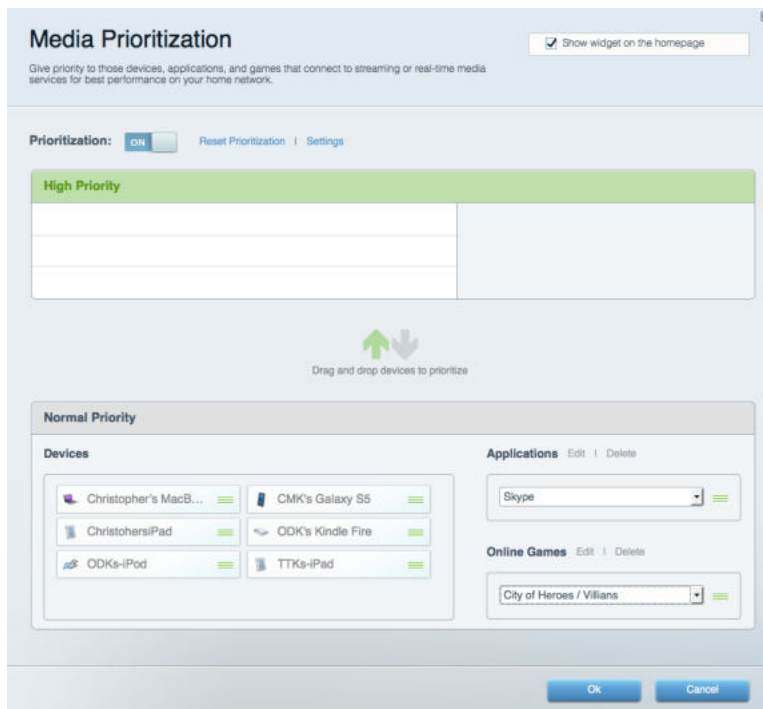 Media Prioritization
Show widget on the homepage
Give priority to those devices, applications, and games that connect to streaming or real-time media
services for best performance on your home network.
Prioritization: ON Reset Prioritization | Settings
High Priority
Drag and drop devices to prioritize
Normal Priority
Devices
Christopher's MacB... CMK's Galaxy S5
ChristohersiPad ODK's Kindle Fire
ODKs-iPod TTKs-iPad
Applications Edit | Delete
Skype
Online Games Edit | Delete
City of Heroes / Villians
Ok Cancel